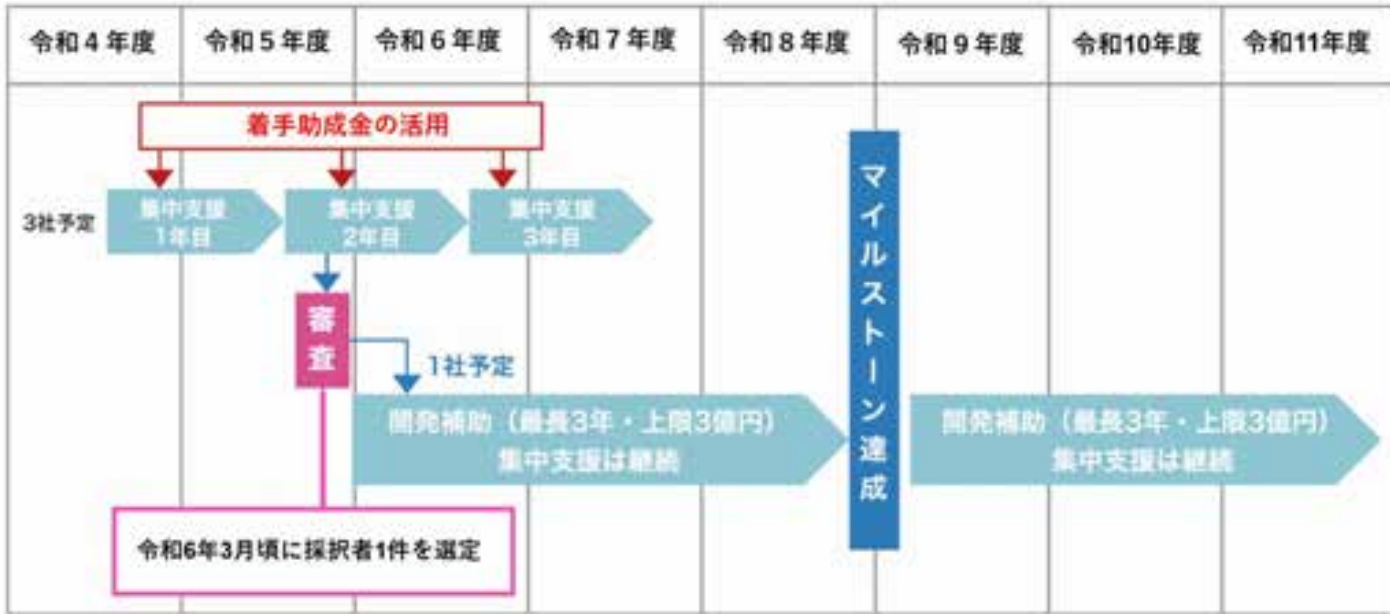 令和４年度
令和５年度
令和６年度
令和７年度
令和８年度
令和９年度
令和10年度
令和11年度
着手助成金の活用
3社予定
集中支援
1年目
集中支援
2年目
集中支援
3年目
審査
1社予定
開発補助（最長3年・上限3億円）
集中支援は継続
マイルストーン達成
開発補助（最長3年・上限3億円）
集中支援は継続
令和6年3月頃に採択者1件を選定